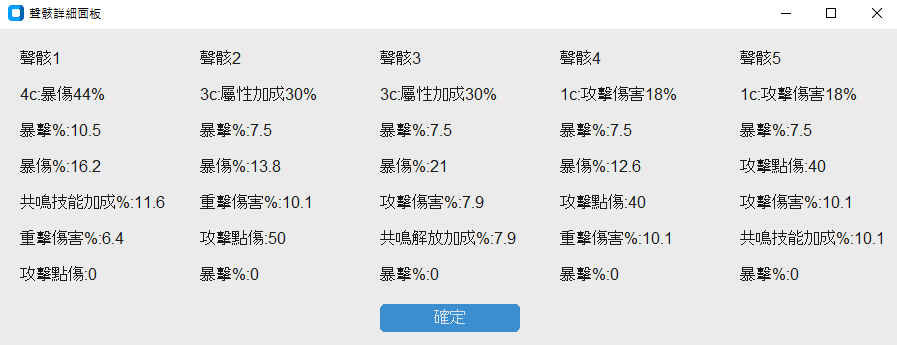 聲骸詳細面板
聲骸1 聲骸2 聲骸3 聲骸4 聲骸5
4c:暴傷44% 3c:屬性加成30% 3c:屬性加成30% 1c:攻擊傷害18% 1c:攻擊傷害18%
暴擊%:10.5 暴擊%:7.5 暴擊%:7.5 暴擊%:7.5 暴擊%:7.5
暴傷%:16.2 暴傷%:13.8 暴傷%:21 暴傷%:12.6 攻擊點傷:40
共鳴技能加成%:11.6 重擊傷害%:10.1 攻擊傷害%:7.9 攻擊點傷:40 攻擊傷害%:10.1
重擊傷害%:6.4 攻擊點傷:50 共鳴解放加成%:7.9 重擊傷害%:10.1 共鳴技能加成%:10.1
攻擊點傷:0 暴擊%:0 暴擊%:0 暴擊%:0 暴擊%:0
確定